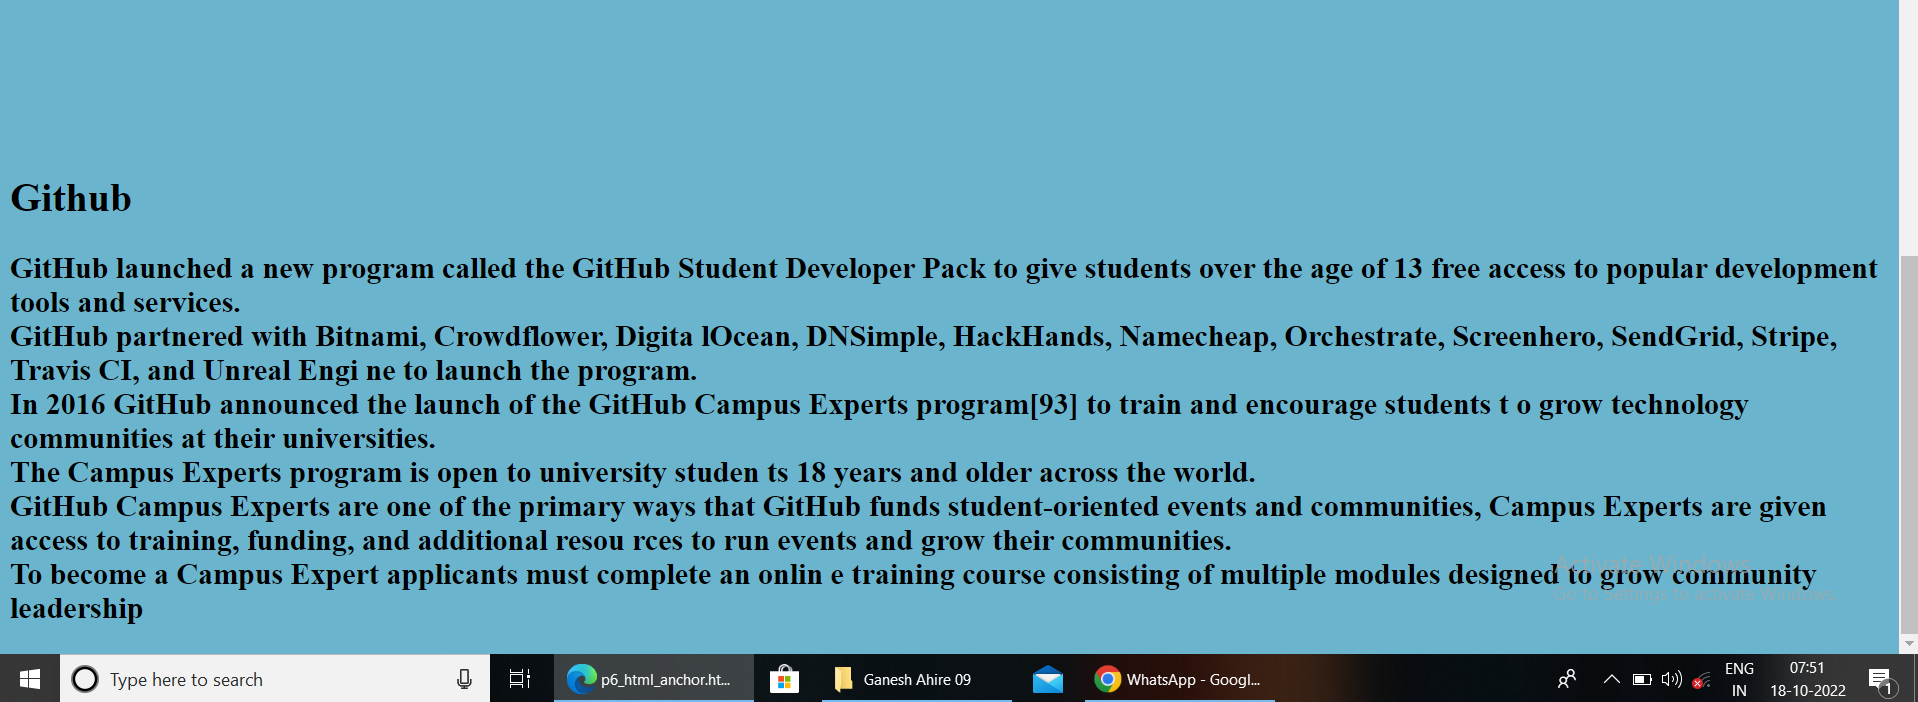 Github
GitHub launched a new program called the GitHub Student Developer Pack to give students over the age of 13 free access to popular development
tools and services.
GitHub partnered with Bitnami, Crowdflower, Digita lOcean, DNSimple, HackHands, Namecheap, Orchestrate, Screenhero, SendGrid, Stripe,
Travis CI, and Unreal Engi ne to launch the program.
In 2016 GitHub announced the launch of the GitHub Campus Experts program[93] to train and encourage students t o grow technology
communities at their universities.
The Campus Experts program is open to university studen ts 18 years and older across the world.
GitHub Campus Experts are one of the primary ways that GitHub funds student-oriented events and communities, Campus Experts are given
access to training, funding, and additional resou rces to run events and grow their communities.
To become a Campus Expert applicants must complete an onlin e training course consisting of multiple modules designed to grow community
leadership
Activate Windows
Go to Settings to activate Windows.
Type here to search
p6_html_anchor.ht...
Ganesh Ahire 09
WhatsApp - Googl...
ENG
IN
07:51
18-10-2022
1